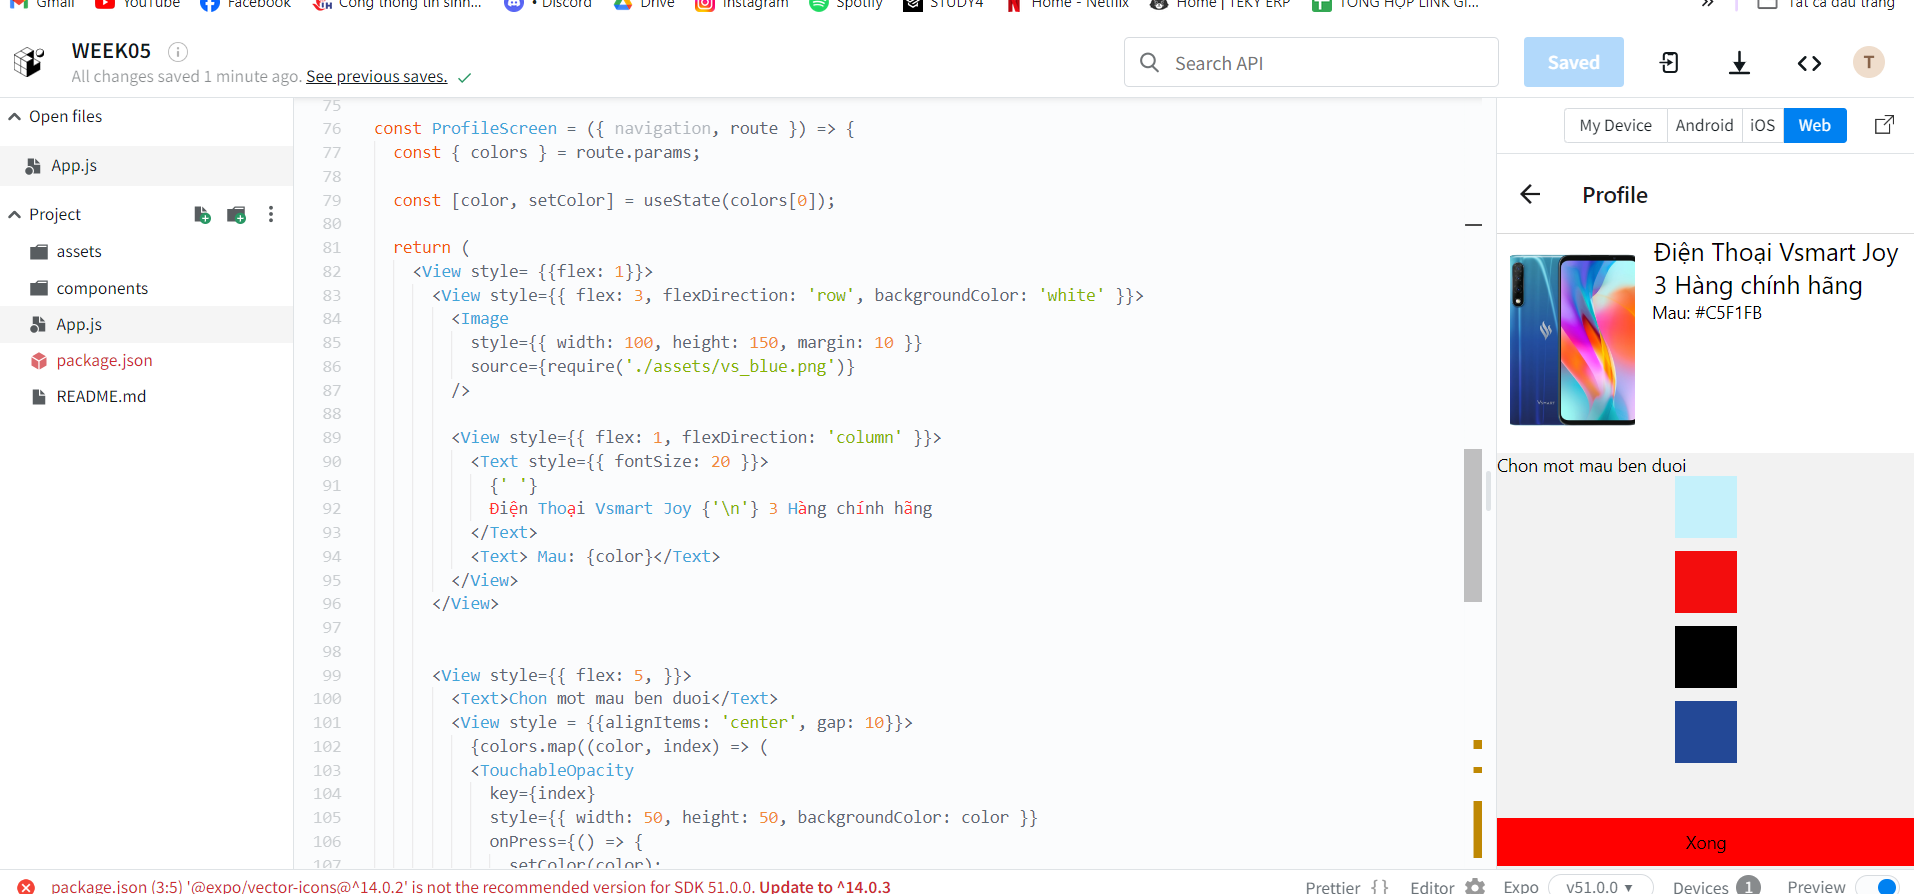 Gmail YouTube Facebook Cổng thông tin sinh... • Discord Drive Instagram Spotify STUDY4 Home - Netflix Home | TEKY ERP TỔNG HỢP LINK GI... » Tất cả dấu trang
WEEK05
All changes saved 1 minute ago. See previous saves.
Search API
Saved
T
Open files
App.js
Project
assets
components
App.js
package.json
README.md
75
76 const ProfileScreen = ({ navigation, route }) => {
77 const { colors } = route.params;
78
79 const [color, setColor] = useState(colors[0]);
80
81 return (
82 <View style= {{flex: 1}}>
83 <View style={{ flex: 3, flexDirection: 'row', backgroundColor: 'white' }}>
84 <Image
85 style={{ width: 100, height: 150, margin: 10 }}
86 source={require('./assets/vs_blue.png')}
87 />
88
89 <View style={{ flex: 1, flexDirection: 'column' }}>
90 <Text style={{ fontSize: 20 }}>
91 {' '}
92 Điện Thoại Vsmart Joy {'\n'} 3 Hàng chính hãng
93 </Text>
94 <Text> Mau: {color}</Text>
95 </View>
96 </View>
97
98
99 <View style={{ flex: 5, }}>
100 <Text>Chon mot mau ben duoi</Text>
101 <View style = {{alignItems: 'center', gap: 10}}>
102 {colors.map((color, index) => (
103 <TouchableOpacity
104 key={index}
105 style={{ width: 50, height: 50, backgroundColor: color }}
106 onPress={() => {
107 setColor(color);
My Device Android iOS Web
Profile
Điện Thoại Vsmart Joy
3 Hàng chính hãng
Mau: #C5F1FB
Chon mot mau ben duoi
Xong
package.json (3:5) '@expo/vector-icons@^14.0.2' is not the recommended version for SDK 51.0.0. Update to ^14.0.3
Prettier { } Editor Expo v51.0.0 ▾ Devices 1 Preview